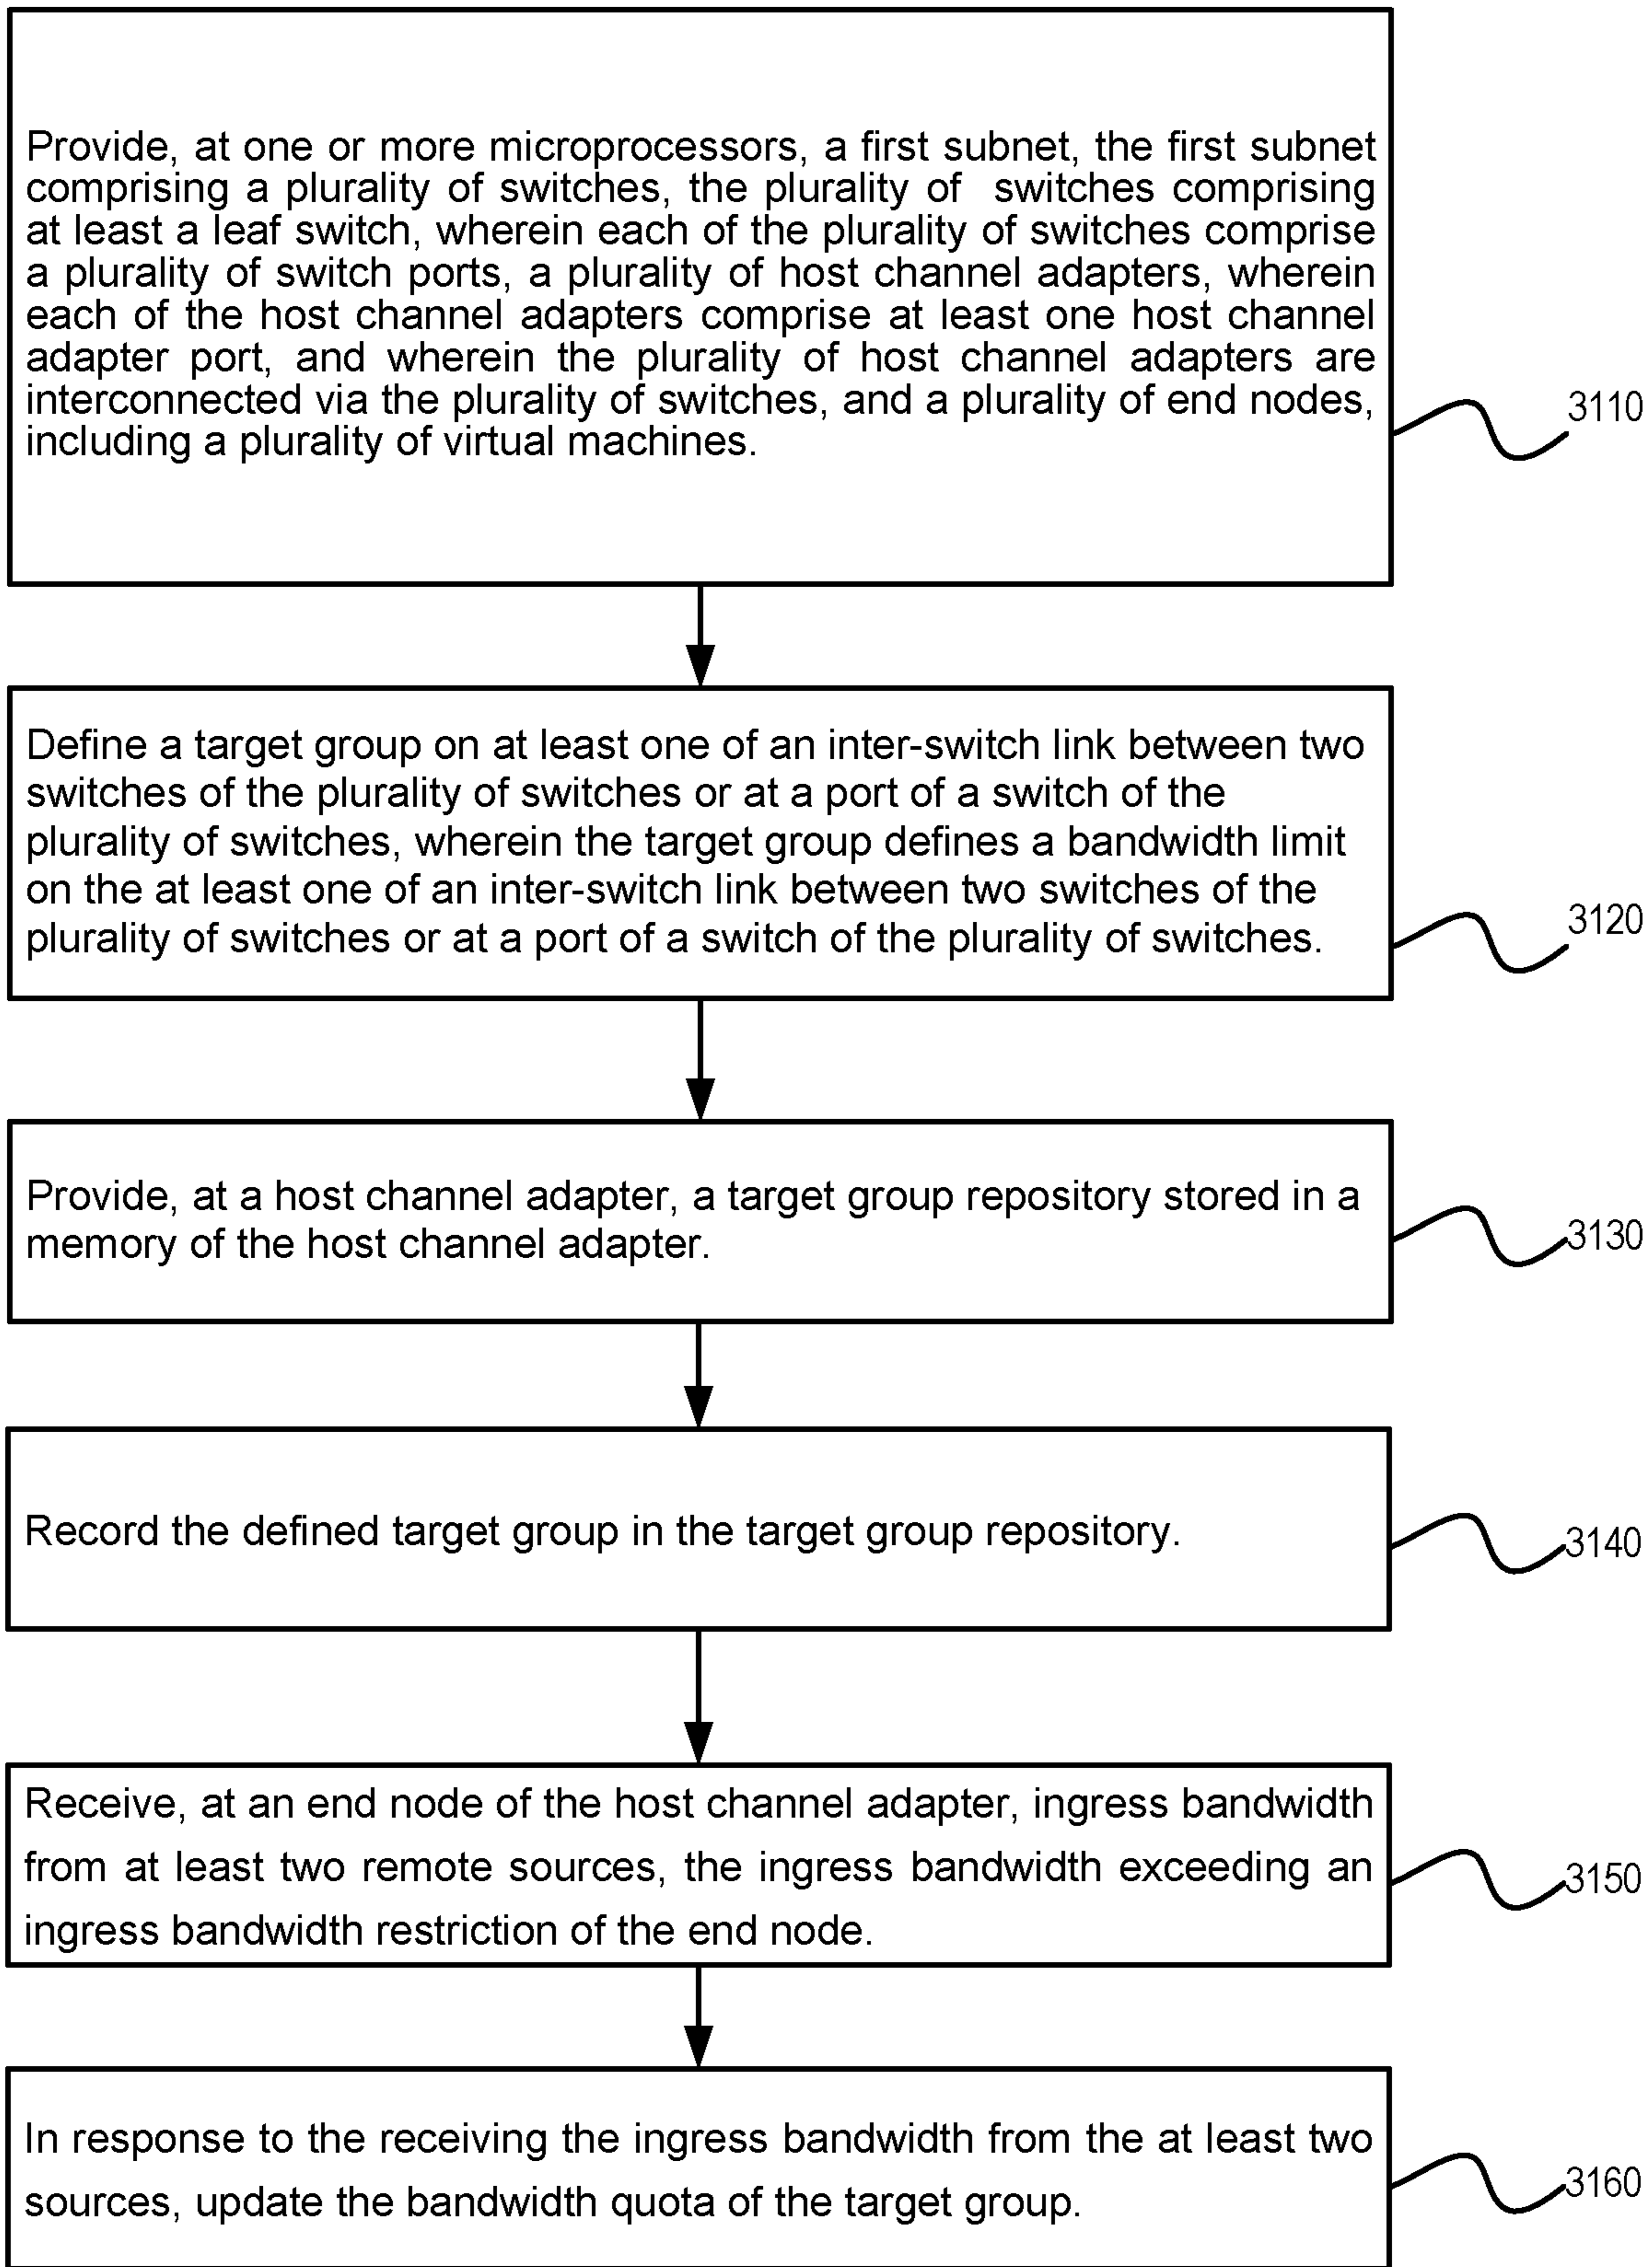 Provide, at one or more microprocessors, a first subnet, the first subnet
comprising a plurality of switches, the plurality of switches comprising
at least a leaf switch, wherein each of the plurality of switches comprise
a plurality of switch ports, a plurality of host channel adapters, wherein
each of the host channel adapters comprise at least one host channel
adapter port, and wherein the plurality of host channel adapters are
interconnected via the plurality of switches, and a plurality of end nodes,
including a plurality of virtual machines.
3110
Define a target group on at least one of an inter-switch link between two
switches of the plurality of switches or at a port of a switch of the
plurality of switches, wherein the target group defines a bandwidth limit
on the at least one of an inter-switch link between two switches of the
plurality of switches or at a port of a switch of the plurality of switches.
3120
Provide, at a host channel adapter, a target group repository stored in a
memory of the host channel adapter.
3130
Record the defined target group in the target group repository.
3140
Receive, at an end node of the host channel adapter, ingress bandwidth
from at least two remote sources, the ingress bandwidth exceeding an
ingress bandwidth restriction of the end node.
3150
In response to the receiving the ingress bandwidth from the at least two
sources, update the bandwidth quota of the target group.
3160